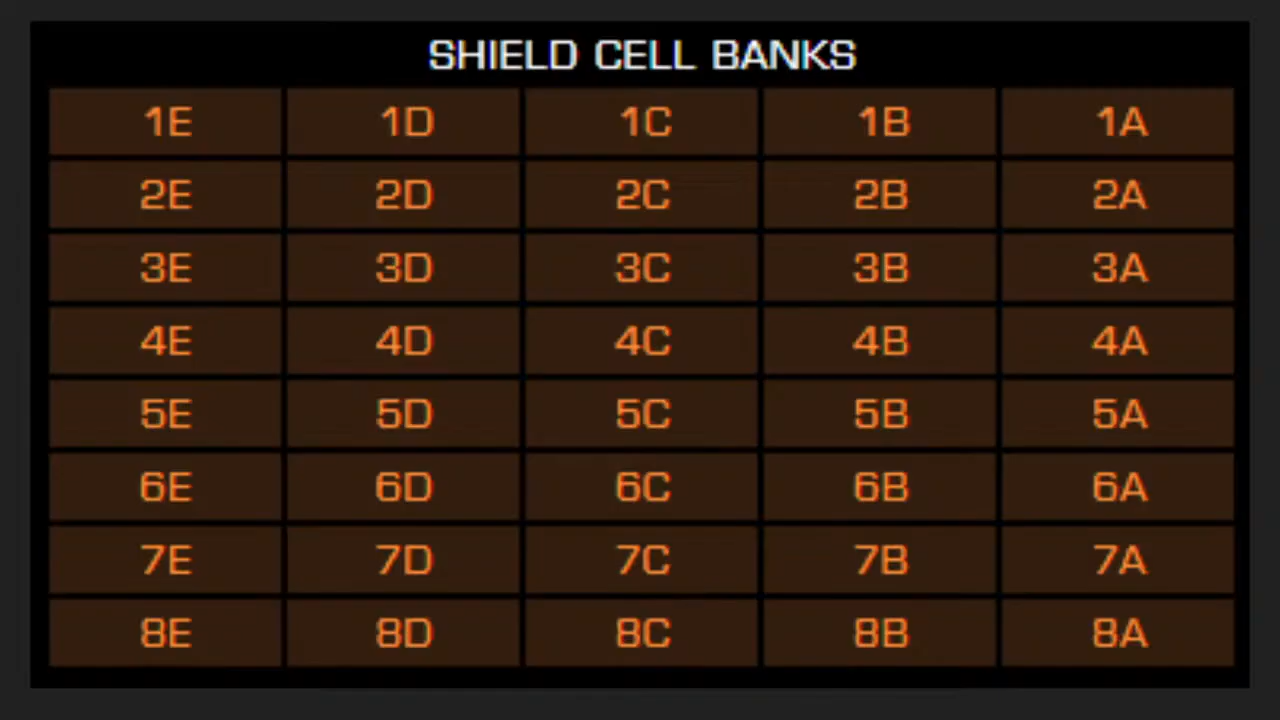 SHIELD CELL BANKS
1E 1D 1C 1B 1A
2E 2D 2C 2B 2A
3E 3D 3C 3B 3A
4E 4D 4C 4B 4A
5E 5D 5C 5B 5A
6E 6D 6C 6B 6A
7E 7D 7C 7B 7A
8E 8D 8C 8B 8A